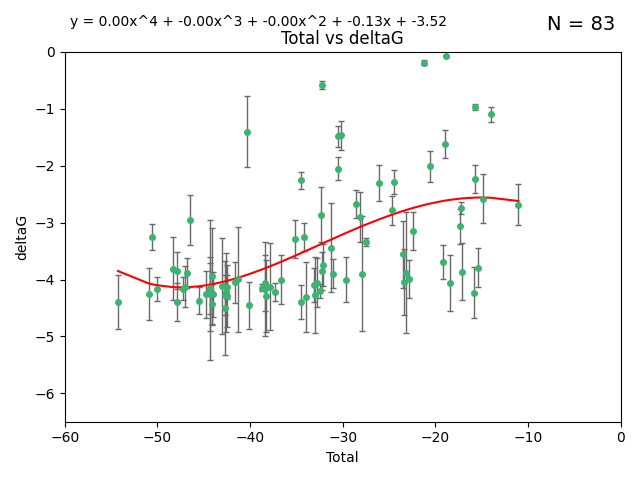 y = 0.00x^4 + -0.00x^3 + -0.00x^2 + -0.13x + -3.52
N = 83
Total vs deltaG
0
−1
−2
−3
−4
−5
−6
deltaG
−60 −50 −40 −30 −20 −10 0
Total